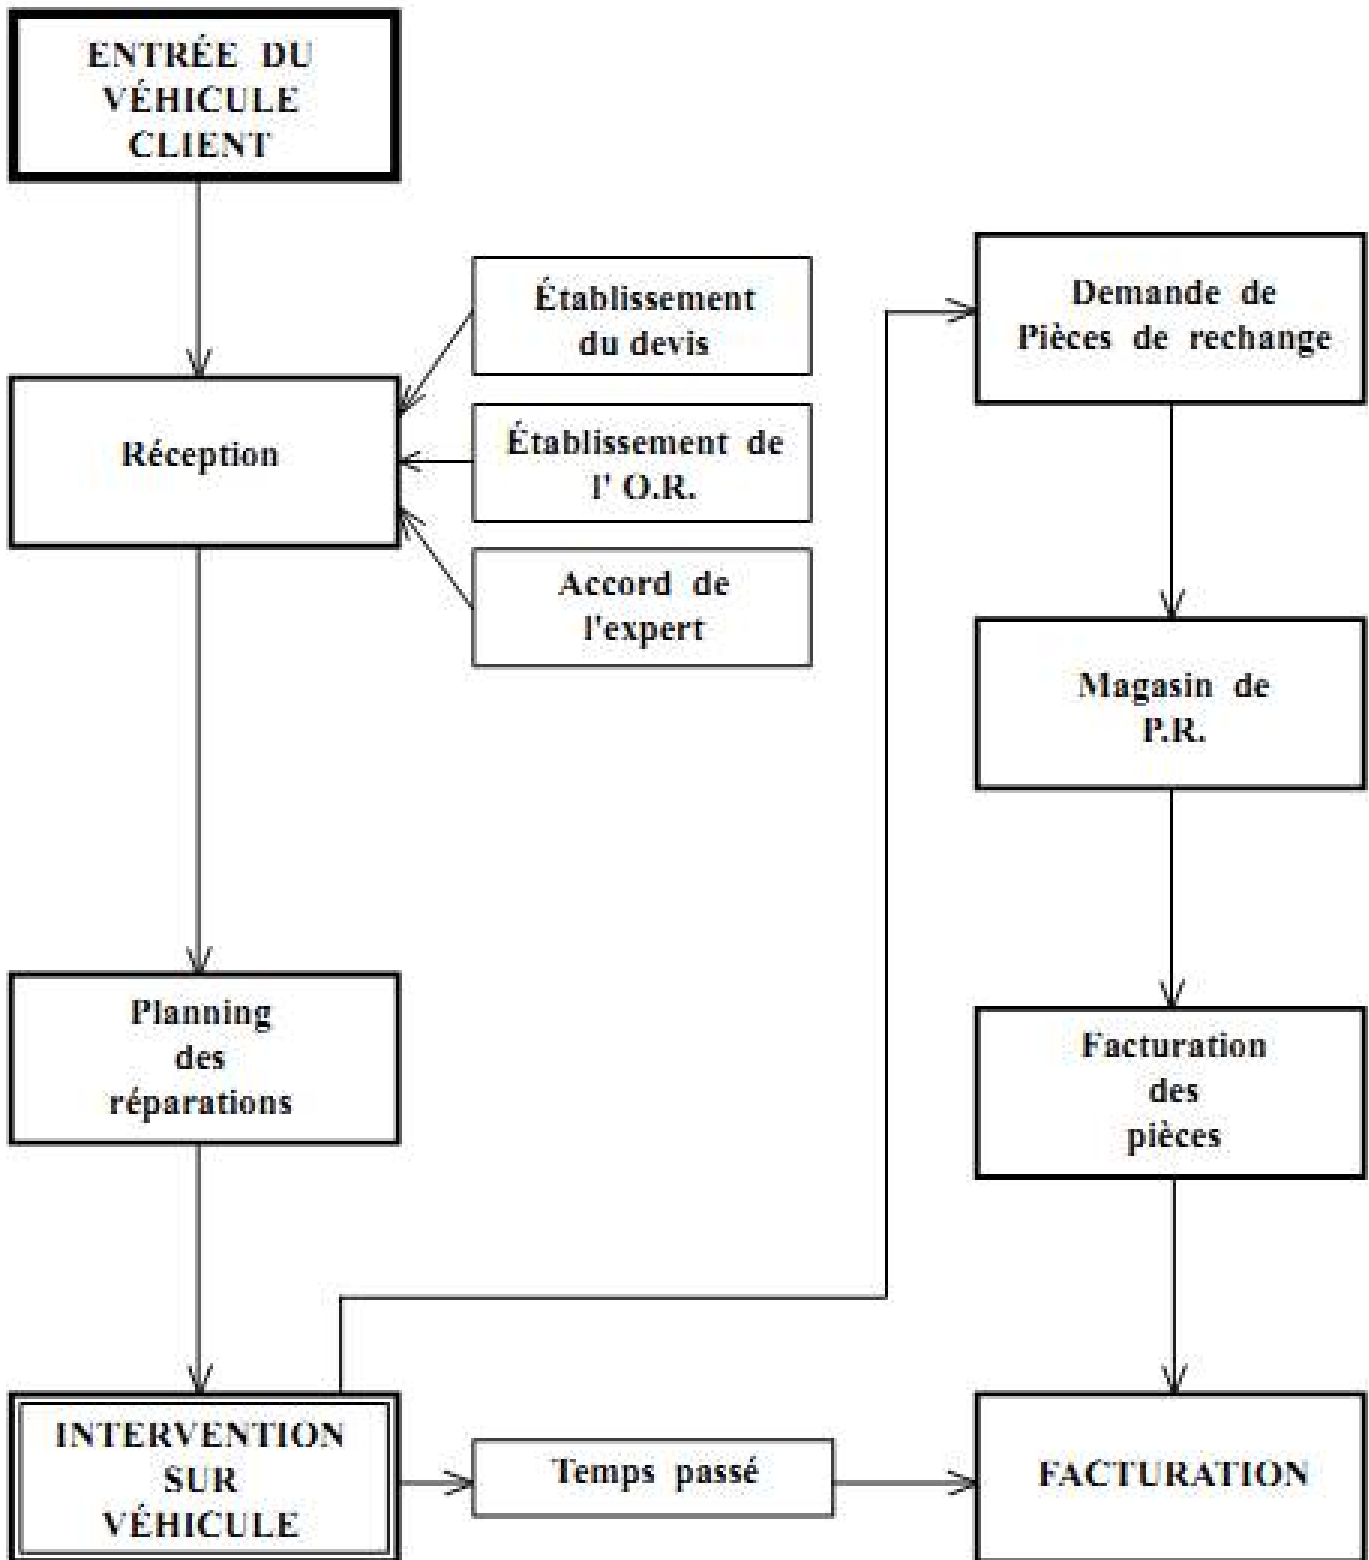 ENTRÉE DU
VÉHICULE
CLIENT
Établissement
du devis
Réception
Établissement de
l' O.R.
Accord de
l'expert
Planning
des
réparations
INTERVENTION
SUR
VÉHICULE
Demande de
Pièces de rechange
Magasin de
P.R.
Facturation
des
pièces
Temps passé
FACTURATION